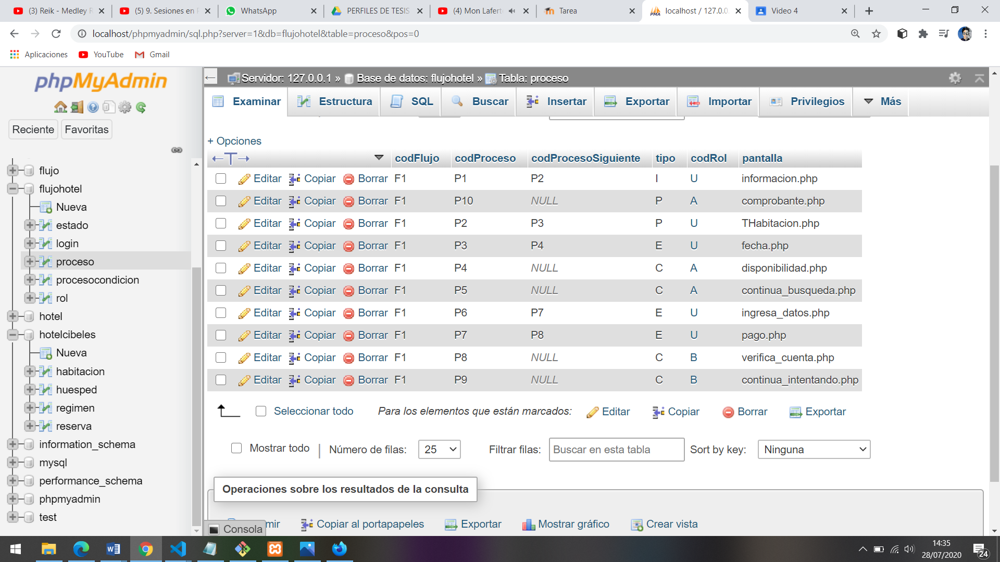 (3) Reik - Medley R
(5) 9. Sesiones en P
WhatsApp
PERFILES DE TESIS
(4) Mon Laferte
Tarea
localhost / 127.0.0.
Video 4
localhost/phpmyadmin/sql.php?server=1&db=flujohotel&table=proceso&pos=0
Aplicaciones
YouTube
Gmail
phpMyAdmin
Reciente
Favoritas
flujo
flujohotel
Nueva
estado
login
proceso
procesocondicion
rol
hotel
hotelcibeles
Nueva
habitacion
huesped
regimen
reserva
information_schema
mysql
performance_schema
phpmyadmin
test
Servidor: 127.0.0.1 » Base de datos: flujohotel » Tabla: proceso
Examinar Estructura SQL Buscar Insertar Exportar Importar Privilegios Más
+ Opciones
←T→ codFlujo codProceso codProcesoSiguiente tipo codRol pantalla
Editar Copiar Borrar F1 P1 P2 I U informacion.php
Editar Copiar Borrar F1 P10 NULL P A comprobante.php
Editar Copiar Borrar F1 P2 P3 P U THabitacion.php
Editar Copiar Borrar F1 P3 P4 E U fecha.php
Editar Copiar Borrar F1 P4 NULL C A disponibilidad.php
Editar Copiar Borrar F1 P5 NULL C A continua_busqueda.php
Editar Copiar Borrar F1 P6 P7 E U ingresa_datos.php
Editar Copiar Borrar F1 P7 P8 E U pago.php
Editar Copiar Borrar F1 P8 NULL C B verifica_cuenta.php
Editar Copiar Borrar F1 P9 NULL C B continua_intentando.php
Seleccionar todo Para los elementos que están marcados: Editar Copiar Borrar Exportar
Mostrar todo | Número de filas: 25 Filtrar filas: Buscar en esta tabla Sort by key: Ninguna
Operaciones sobre los resultados de la consulta
mir Copiar al portapapeles Exportar Mostrar gráfico Crear vista
Consola
14:35
28/07/2020
24